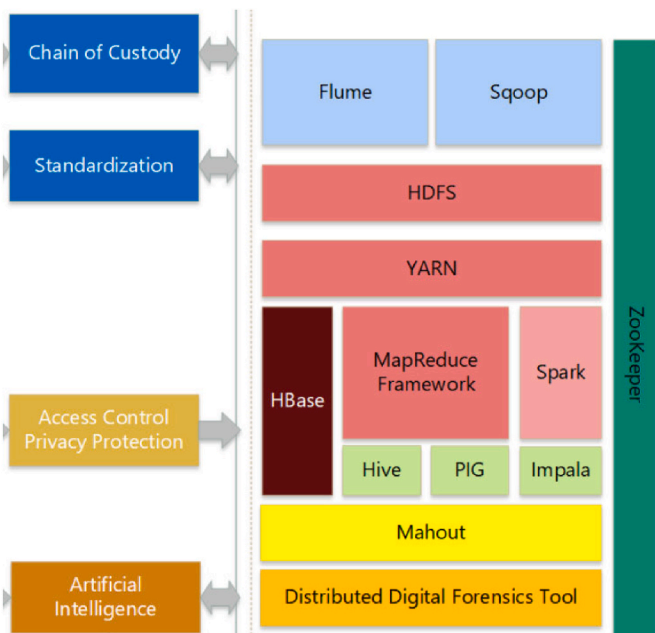 Chain of Custody
Standardization
Access Control
Privacy Protection
Artificial
Intelligence
Flume
Sqoop
HDFS
YARN
HBase
MapReduce
Framework
Spark
Hive
PIG
Impala
Mahout
Distributed Digital Forensics Tool
ZooKeeper